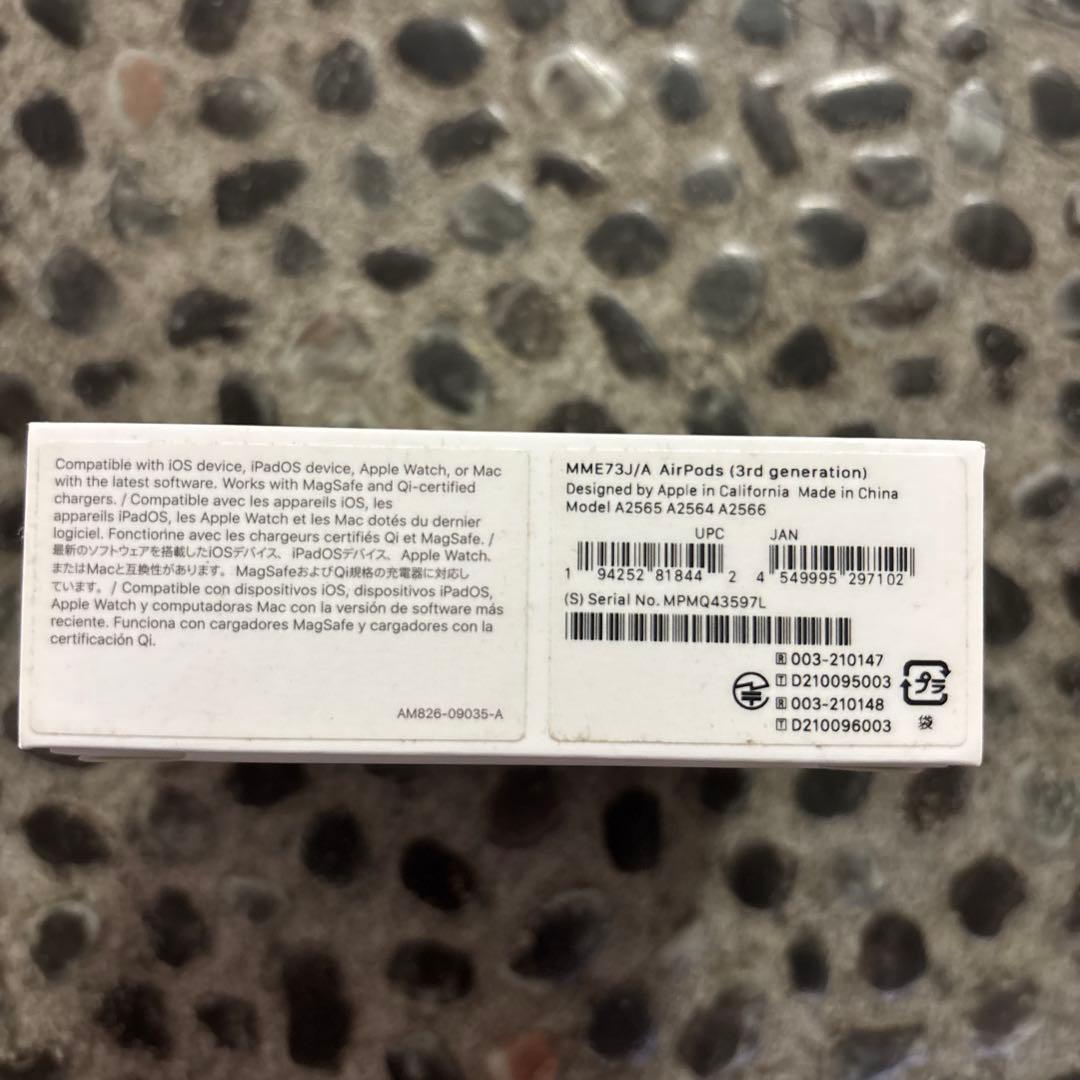 Compatible with iOS device, iPadOS device, Apple Watch, or Mac
with the latest software. Works with MagSafe and Qi-certified
chargers. / Compatible avec les appareils iOS, les
appareils iPadOS, les Apple Watch et les Mac dotés du dernier
logiciel. Fonctionne avec les chargeurs certifiés Qi et MagSafe. /
最新のソフトウェアを搭載したiOSデバイス、iPadOSデバイス、Apple Watch、
またはMacと互換性があります。MagSafeおよびQi規格の充電器に対応し
ています。/ Compatible con dispositivos iOS, dispositivos iPadOS,
Apple Watch y computadoras Mac con la versión de software más
reciente. Funciona con cargadores MagSafe y cargadores con la
certificación Qi.
AM826-09035-A
MME73J/A AirPods (3rd generation)
Designed by Apple in California Made in China
Model A2565 A2564 A2566
UPC JAN
1 94252 81844 2 4 549995 297102
(S) Serial No. MPMQ43597L
R 003-210147
T D210095003
R 003-210148
T D210096003
プラ
袋